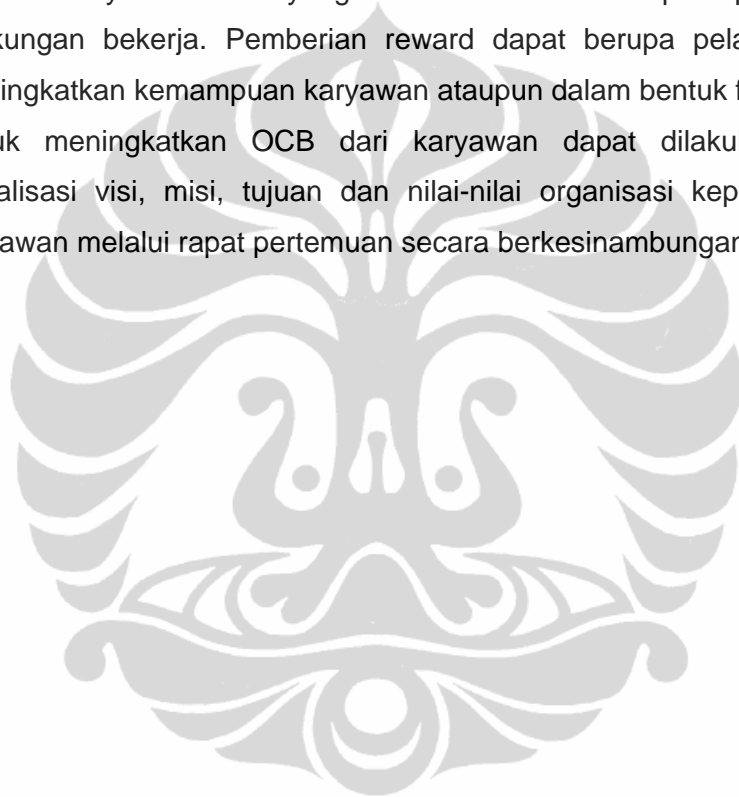 kungan bekerja. Pemberian reward dapat berupa pela
ingkatkan kemampuan karyawan ataupun dalam bentuk f
uk meningkatkan OCB dari karyawan dapat dilaku
alisasi visi, misi, tujuan dan nilai-nilai organisasi kep
awan melalui rapat pertemuan secara berkesinambungan